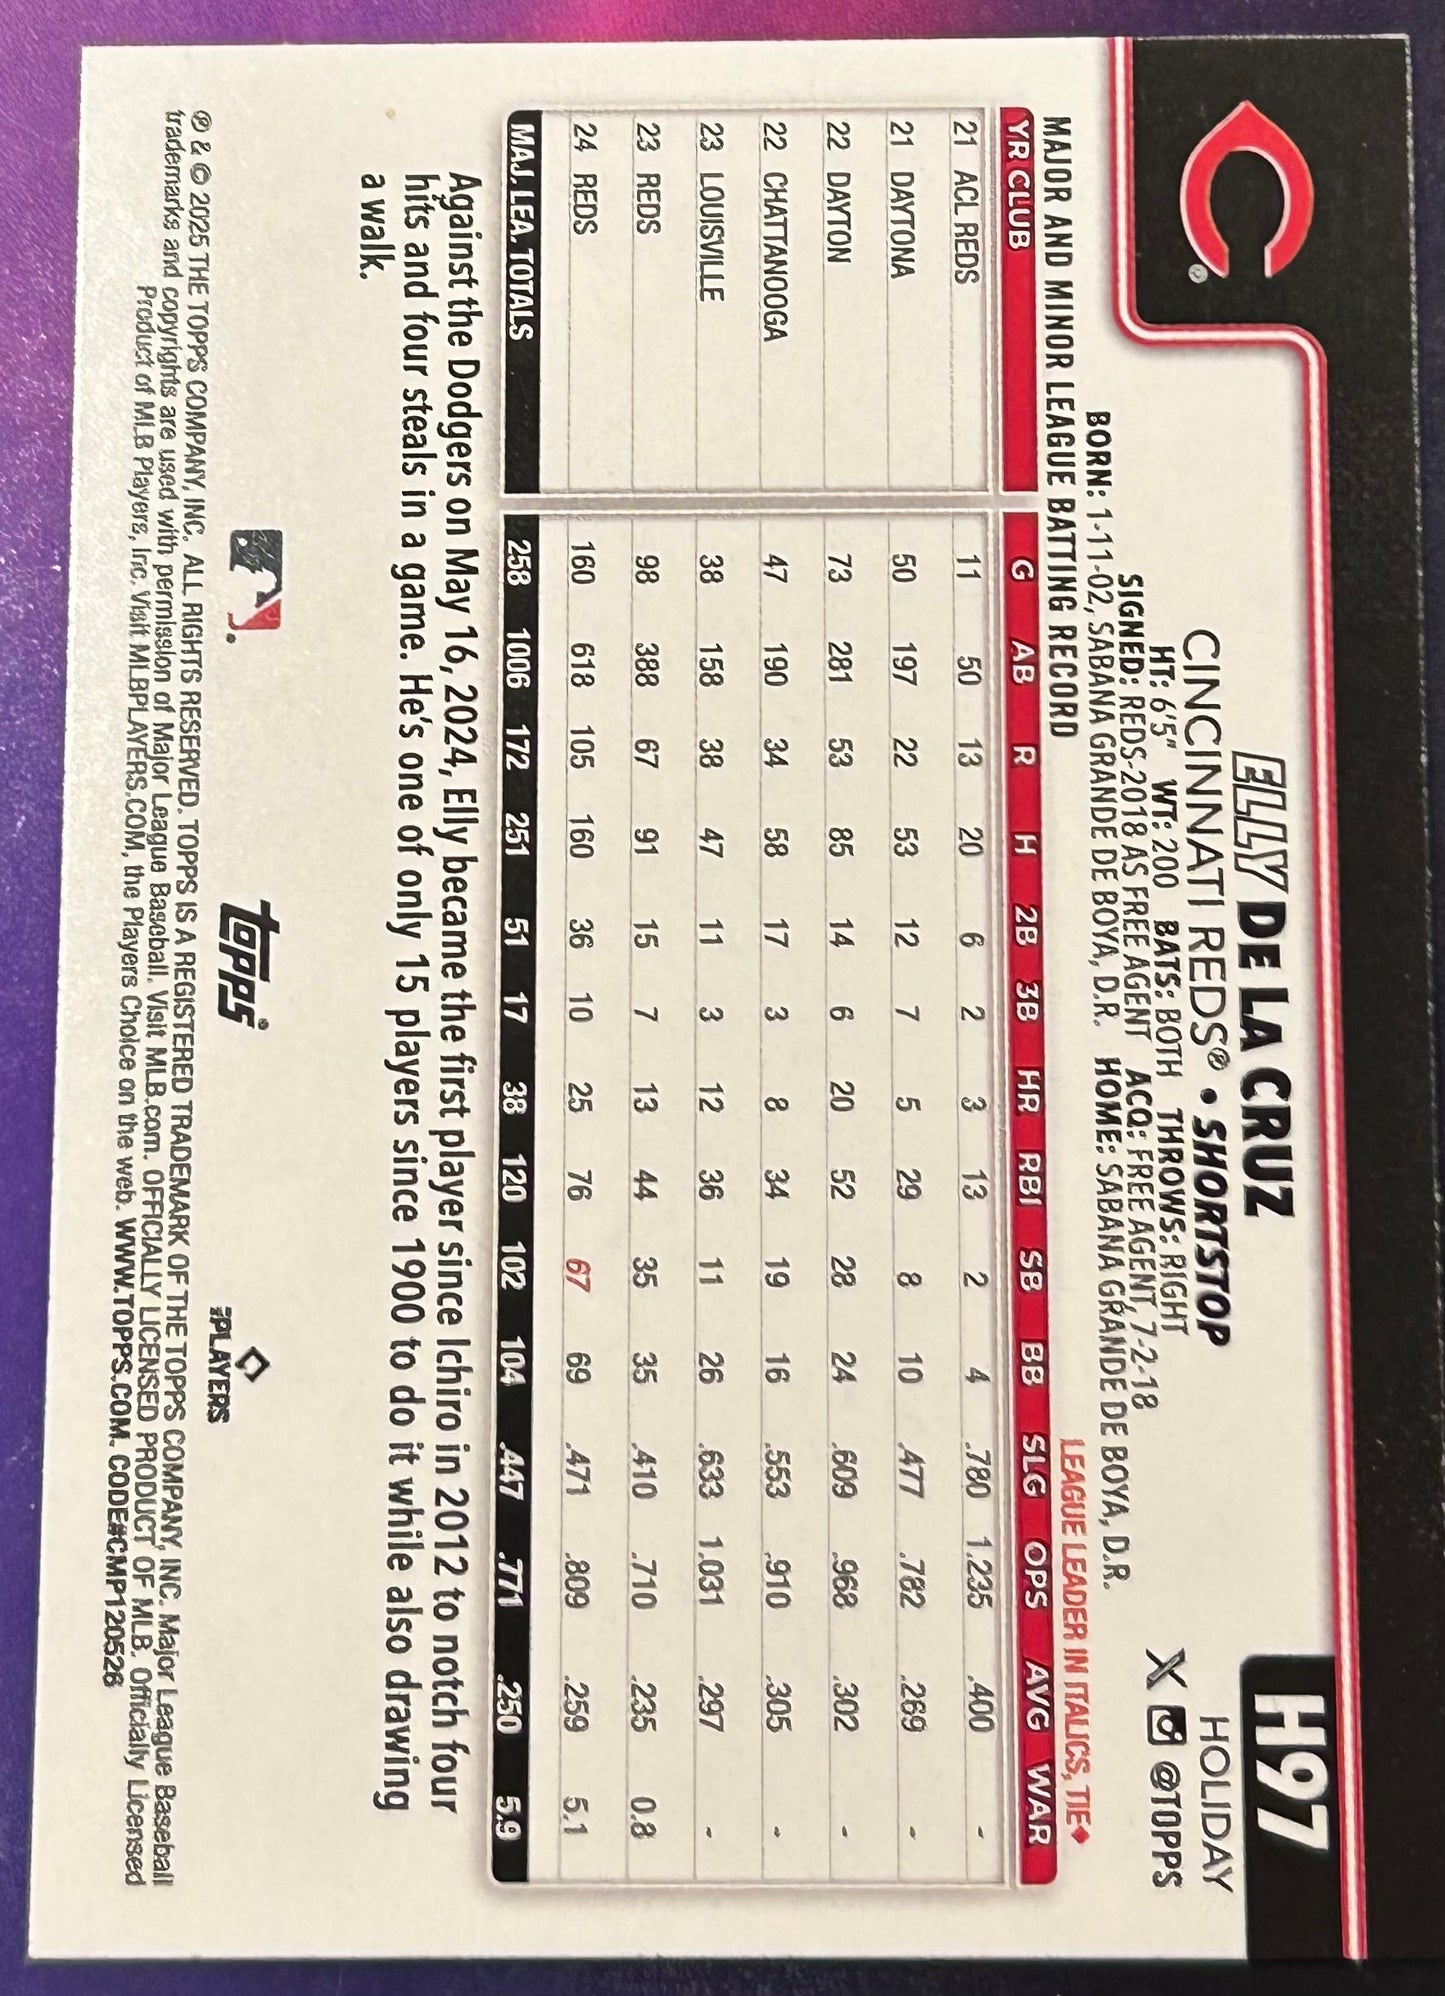 C®
H97
ELLY DE LA CRUZ
HOLIDAY
CINCINNATI REDS® • SHORTSTOP
X @TOPPS
HT: 6'5" WT: 200 BATS: BOTH THROWS: RIGHT
SIGNED: REDS-2018 AS FREE AGENT ACQ: FREE AGENT, 7-2-18
BORN: 1-11-02, SABANA GRANDE DE BOYA, D.R. HOME: SABANA GRANDE DE BOYA, D.R.
MAJOR AND MINOR LEAGUE BATTING RECORD LEAGUE LEADER IN ITALICS, TIE♦
YR CLUB G AB R H 2B 3B HR RBI SB BB SLG OPS AVG WAR
21 ACL REDS 11 50 13 20 6 2 3 13 2 4 .780 1.235 .400 -
21 DAYTONA 50 197 22 53 12 7 5 29 8 10 .477 .782 .269 -
22 DAYTON 73 281 53 85 14 6 20 52 28 24 .609 .968 .302 -
22 CHATTANOOGA 47 190 34 58 17 3 8 34 19 16 .553 .910 .305 -
23 LOUISVILLE 38 158 38 47 11 3 12 36 11 26 .633 1.031 .297 -
23 REDS 98 388 67 91 15 7 13 44 35 35 .410 .710 .235 0.8
24 REDS 160 618 105 160 36 10 25 76 67 69 .471 .809 .259 5.1
MAJ. LEA. TOTALS 258 1006 172 251 51 17 38 120 102 104 .447 .771 .250 5.9
Against the Dodgers on May 16, 2024, Elly became the first player since Ichiro in 2012 to notch four
hits and four steals in a game. He's one of only 15 players since 1900 to do it while also drawing
a walk.
topps®
PLAYERS
℗ & © 2025 THE TOPPS COMPANY, INC. ALL RIGHTS RESERVED. TOPPS IS A REGISTERED TRADEMARK OF THE TOPPS COMPANY, INC. Major League Baseball
trademarks and copyrights are used with permission of Major League Baseball. Visit MLB.com. OFFICIALLY LICENSED PRODUCT OF MLB. Officially Licensed
Product of MLB Players, Inc. Visit MLBPLAYERS.COM, the Players Choice on the web. WWW.TOPPS.COM. CODE#CMP120526